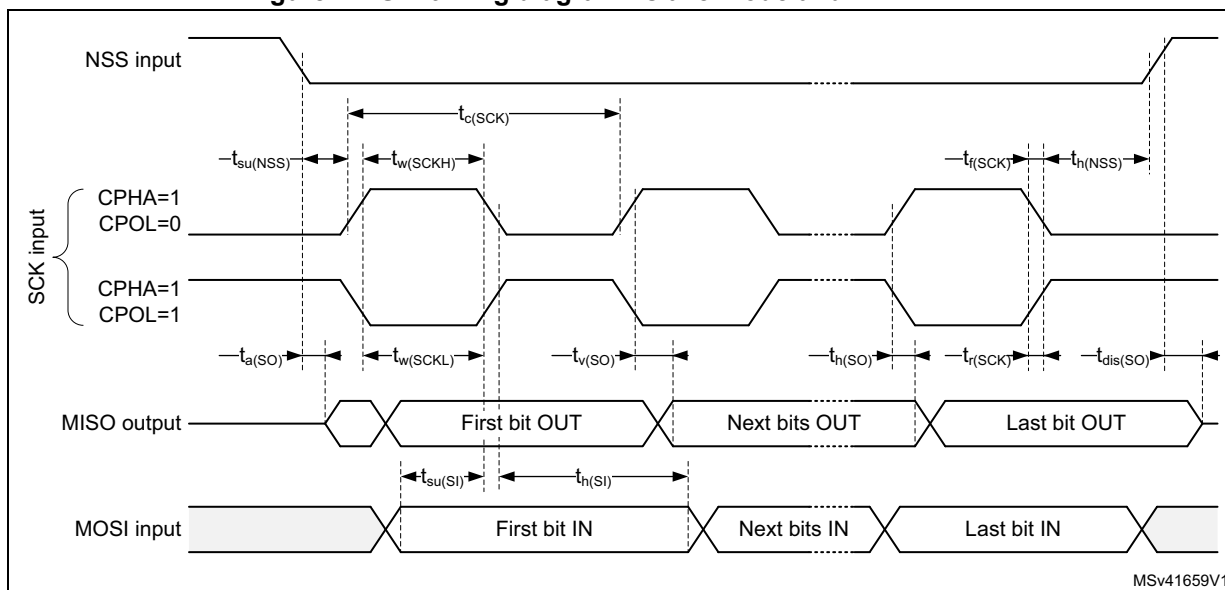 NSS input
tc(SCK)
tsu(NSS) tw(SCKH) tf(SCK) th(NSS)
SCK input
CPHA=1
CPOL=0
CPHA=1
CPOL=1
ta(SO) tw(SCKL) tv(SO) th(SO) tr(SCK) tdis(SO)
MISO output First bit OUT Next bits OUT Last bit OUT
tsu(SI) th(SI)
MOSI input First bit IN Next bits IN Last bit IN
MSv41659V1